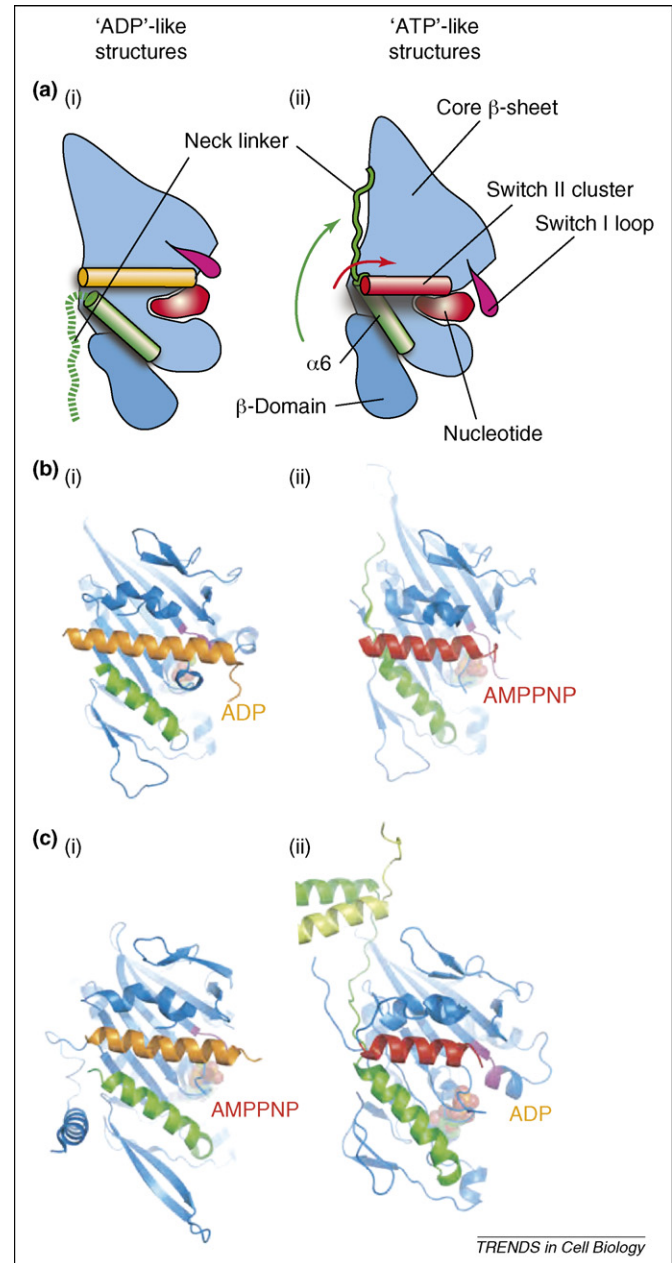 'ADP'-like
structures
'ATP'-like
structures
(a) (i)
(ii)
Neck linker
Core β-sheet
Switch II cluster
Switch I loop
α6
β-Domain
Nucleotide
(b) (i)
(ii)
ADP
AMPPNP
(c) (i)
(ii)
AMPPNP
ADP
TRENDS in Cell Biology